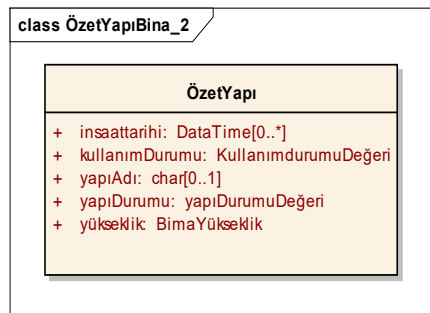 class ÖzetYapıBina_2
ÖzetYapı
+ insaattarihi: DataTime[0..*]
+ kullanımDurumu: KullanımdurumuDeğeri
+ yapıAdı: char[0..1]
+ yapıDurumu: yapıDurumuDeğeri
+ yükseklik: BimaYükseklik